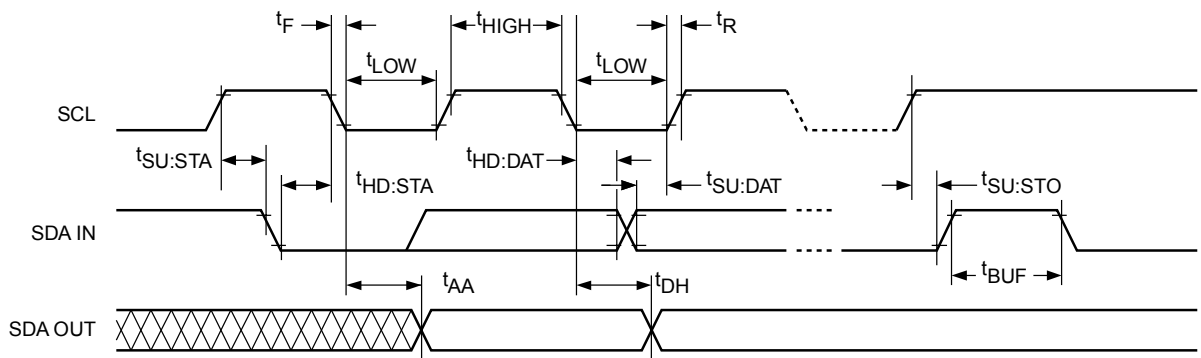 tF
tHIGH
tR
tLOW
tLOW
SCL
tSU:STA
tHD:STA
tHD:DAT
tSU:DAT
tSU:STO
SDA IN
tAA
tDH
tBUF
SDA OUT